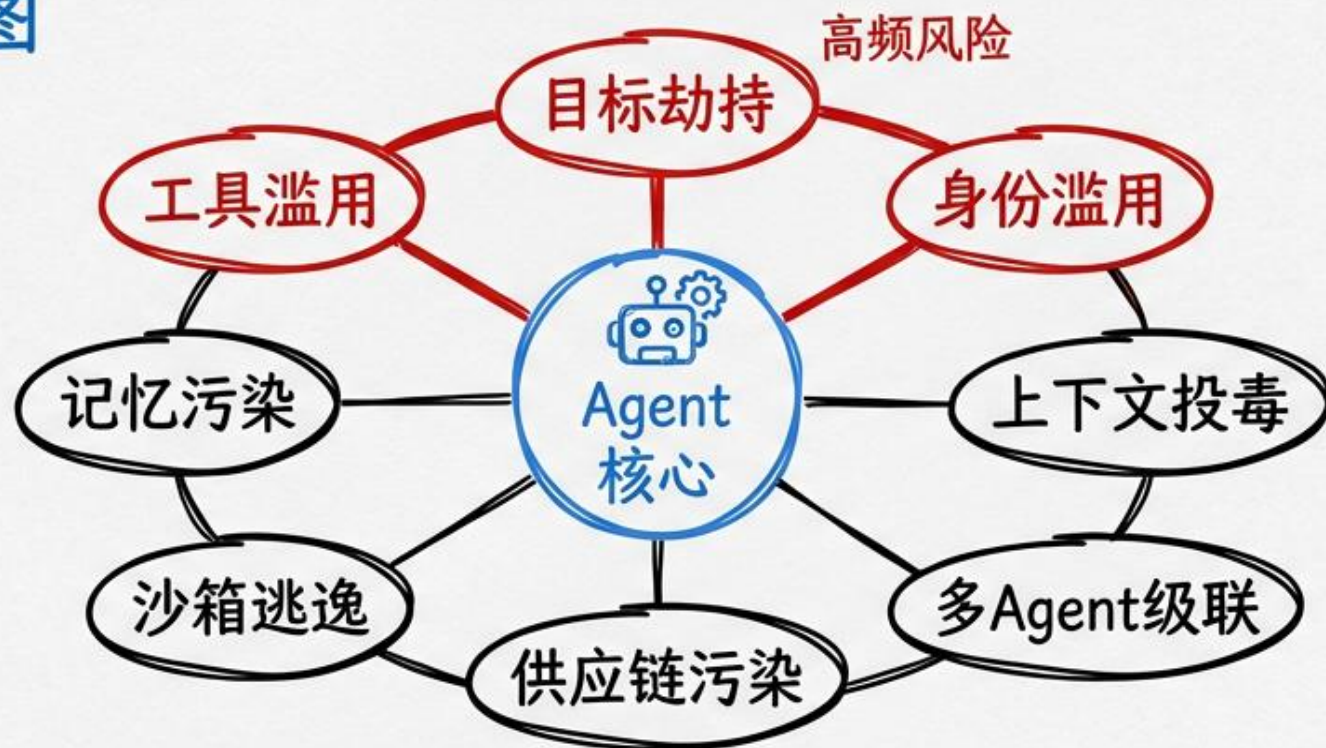 图
高频风险
目标劫持
工具滥用
身份滥用
Agent
核心
记忆污染
上下文投毒
沙箱逃逸
多Agent级联
供应链污染